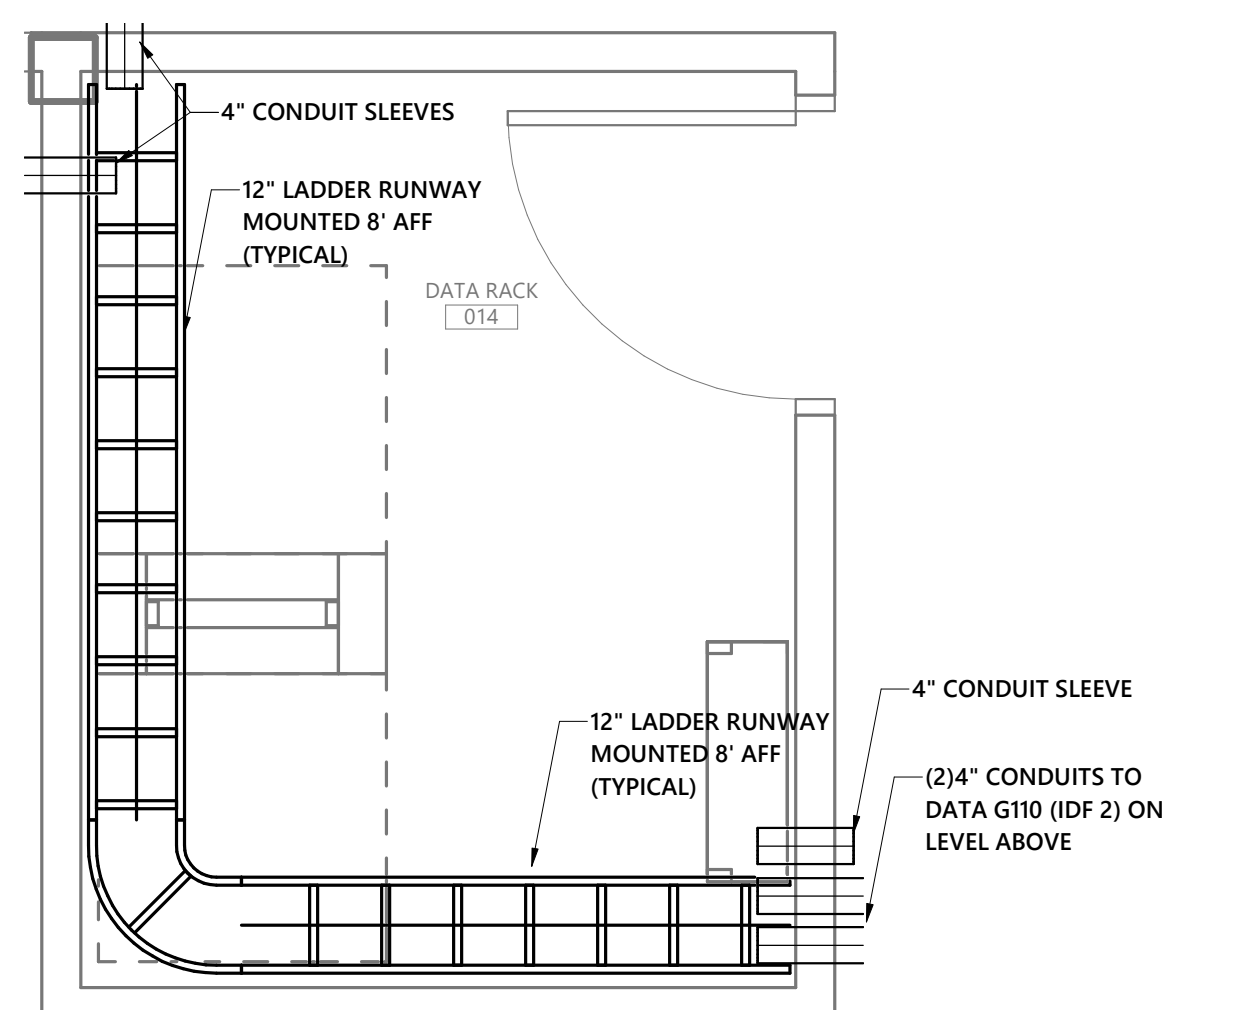 4" CONDUIT SLEEVES
12" LADDER RUNWAY
MOUNTED 8' AFF
(TYPICAL)
DATA RACK
014
4" CONDUIT SLEEVE
12" LADDER RUNWAY
MOUNTED 8' AFF
(TYPICAL)
(2)4" CONDUITS TO
DATA G110 (IDF 2) ON
LEVEL ABOVE